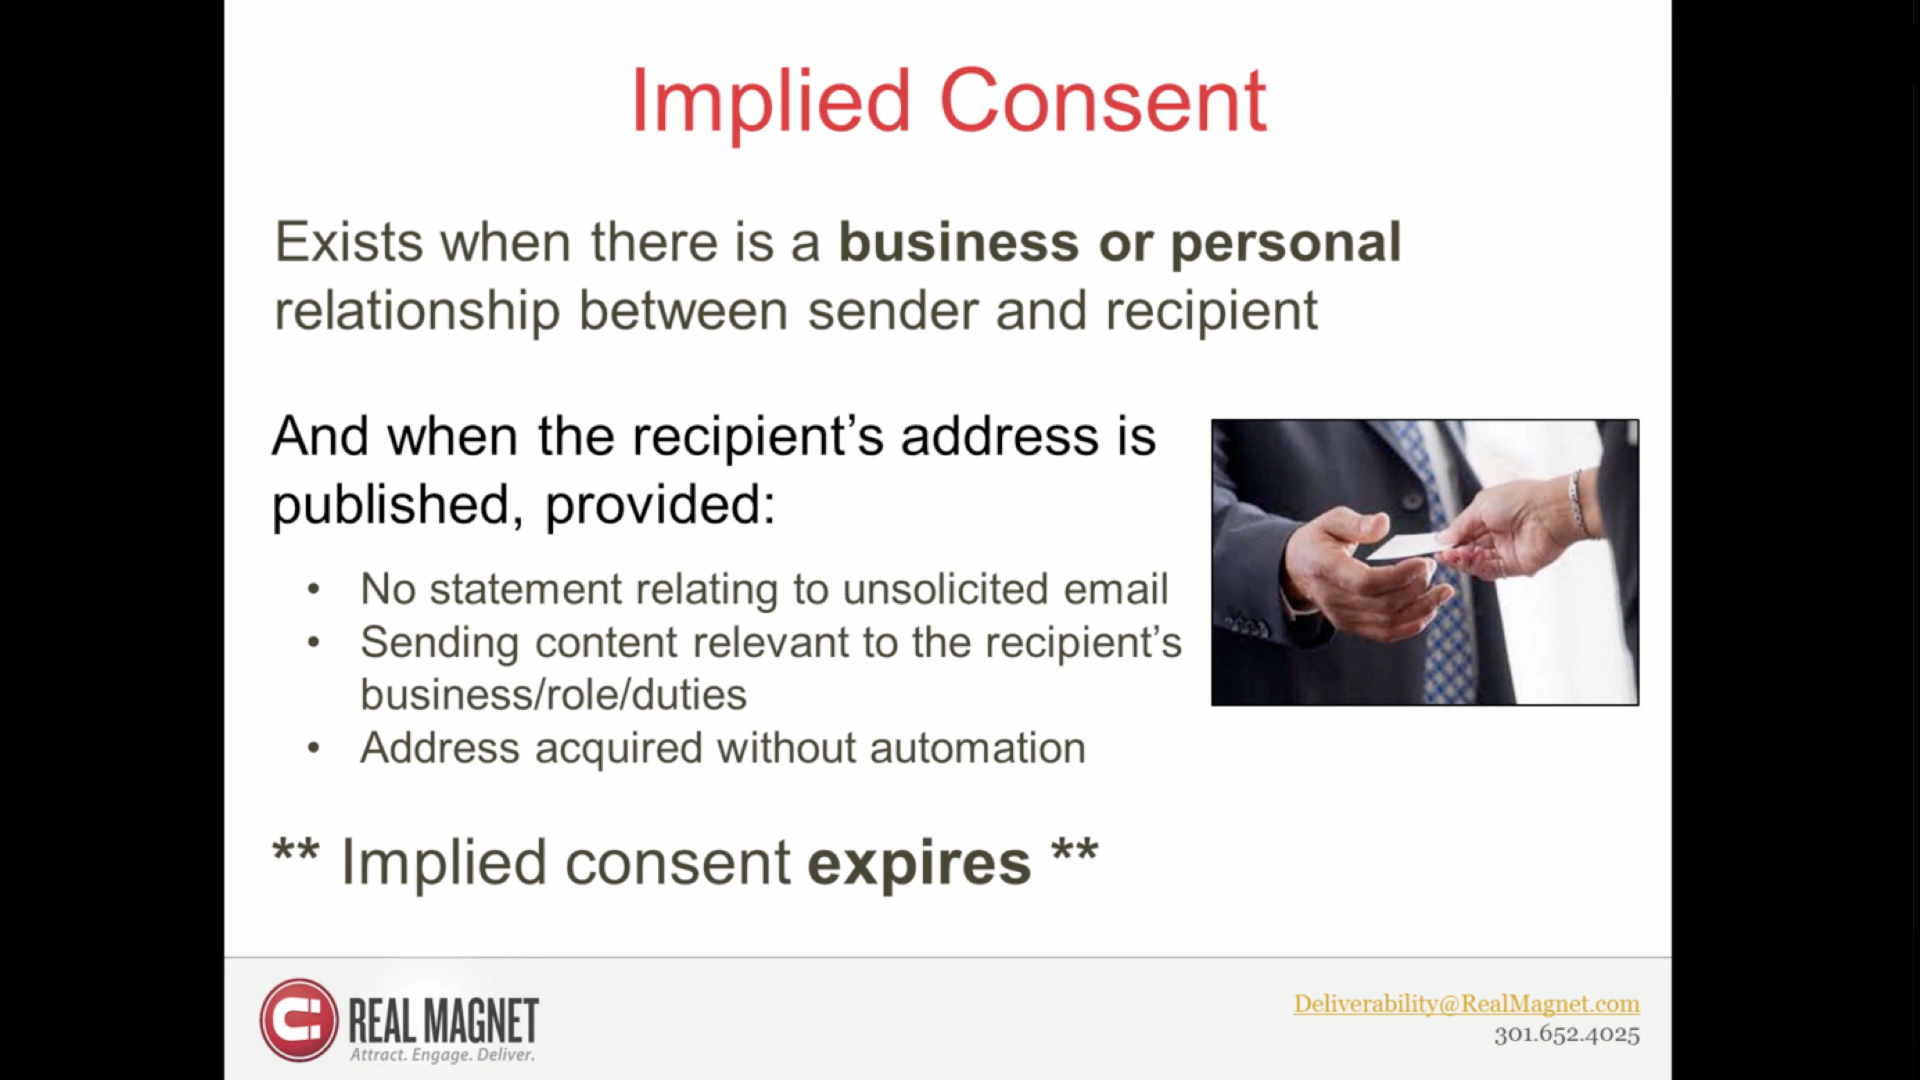 Implied Consent
Exists when there is a business or personal
relationship between sender and recipient
And when the recipient’s address is
published, provided:
• No statement relating to unsolicited email
• Sending content relevant to the recipient’s
business/role/duties
• Address acquired without automation
** Implied consent expires **
REAL MAGNET
Attract. Engage. Deliver.
Deliverability@RealMagnet.com
301.652.4025